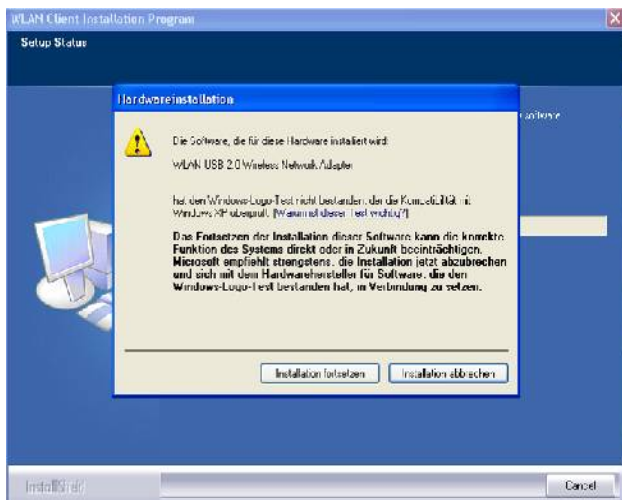 WLAN Client Installation Program
Setup Status
software
Hardwareinstallation
Die Software, die für diese Hardware installiert wird:
WLAN USB 2.0 Wireless Network Adapter
hat den Windows-Logo-Test nicht bestanden, der die Kompatibilität mit
Windows XP überprüft. (Warum ist dieser Test wichtig?)
Das Fortsetzen der Installation dieser Software kann die korrekte
Funktion des Systems direkt oder in Zukunft beeinträchtigen.
Microsoft empfiehlt strengstens, die Installation jetzt abzubrechen
und sich mit dem Hardwarehersteller für Software, die den
Windows-Logo-Test bestanden hat, in Verbindung zu setzen.
Installation fortsetzen
Installation abbrechen
InstallShield
Cancel